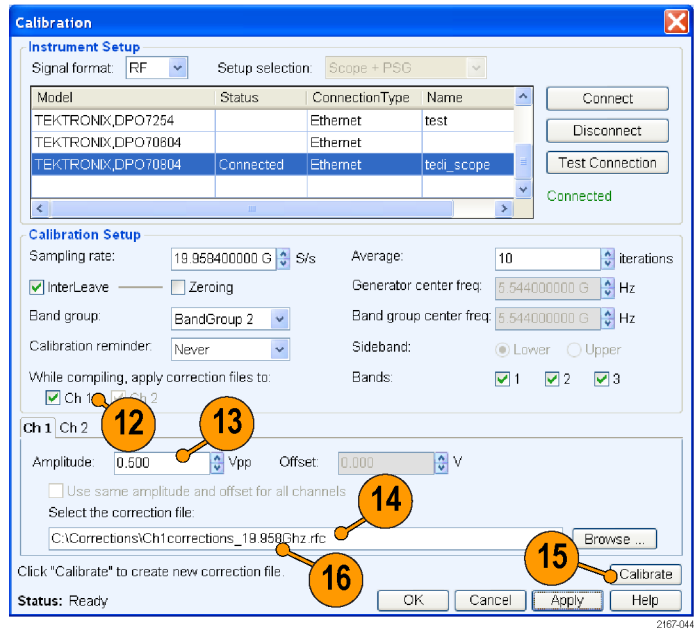 Calibration
Instrument Setup
Signal format: RF Setup selection: Scope + PSG
Model Status ConnectionType Name
TEKTRONIX,DPO7254 Ethernet test
TEKTRONIX,DPO70604 Ethernet
TEKTRONIX,DPO70804 Connected Ethernet tedi_scope
Connect
Disconnect
Test Connection
Connected
Calibration Setup
Sampling rate: 19.958400000 G S/s Average: 10 iterations
InterLeave Zeroing Generator center freq: 5.544000000 G Hz
Band group: BandGroup 2 Band group center freq: 5.544000000 G Hz
Calibration reminder: Never Sideband: Lower Upper
While compiling, apply correction files to: Bands: 1 2 3
Ch 1 Ch 2
12
13
Ch 1 Ch 2
Amplitude: 0.500 Vpp Offset: 0.000 V
Use same amplitude and offset for all channels
14
Select the correction file:
C:\Corrections\Ch1corrections_19.958Ghz.rfc Browse ...
15
16
Click "Calibrate" to create new correction file. Calibrate
Status: Ready OK Cancel Apply Help
2167-044